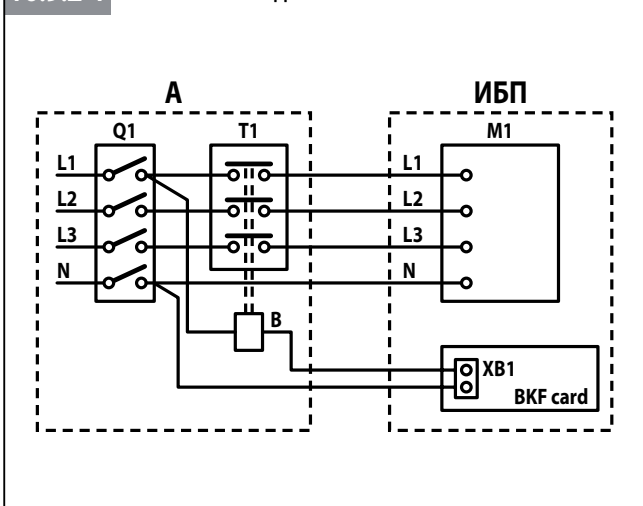 А ИБП
Q1 T1 M1
L1 L1
L2 L2
L3 L3
N N
B
XB1
BKF card